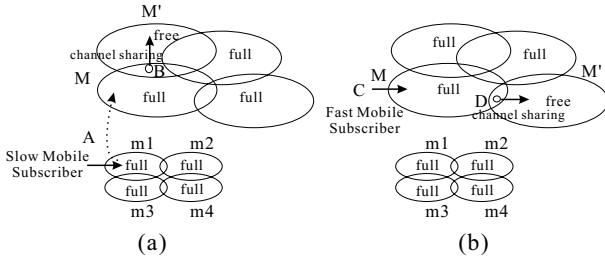 M'
free
channel sharing
full
B
M
full
full
A
m1
m2
Slow Mobile
Subscriber
full
full
full
full
m3
m4
(a)
full
full
M'
M
C
full
D
free
channel sharing
Fast Mobile
Subscriber
m1
m2
full
full
full
full
m3
m4
(b)